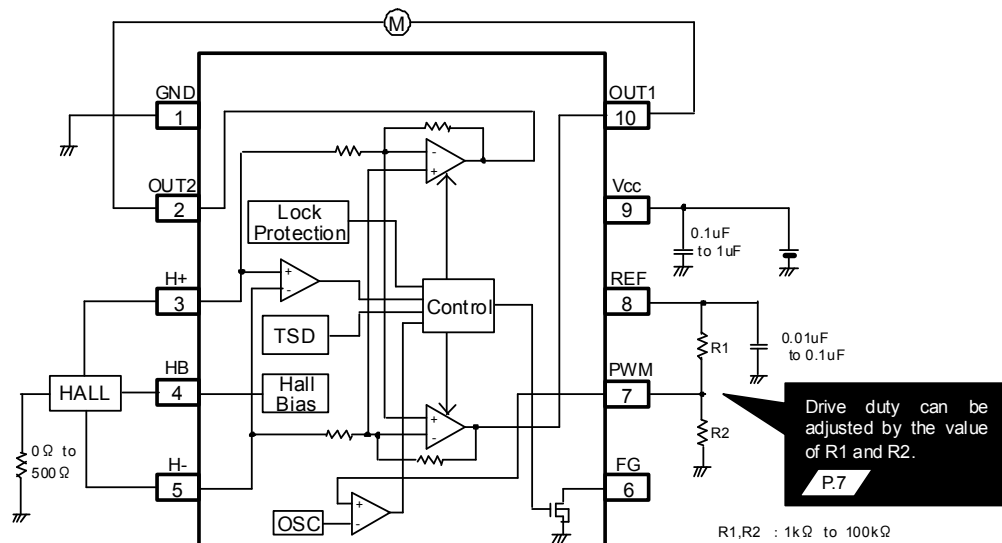 M
GND
1
OUT1
10
OUT2
2
Vcc
9
Lock
Protection
0.1uF
to 1uF
H+
3
REF
8
Control
TSD
R1
0.01uF
to 0.1uF
HALL
HB
4
Hall
Bias
PWM
7
Drive duty can be
adjusted by the value
of R1 and R2.
P.7
R2
0Ω to
500Ω
H-
5
FG
6
OSC
R1,R2 : 1kΩ to 100kΩ
+
-
+
-
+
-
+
-